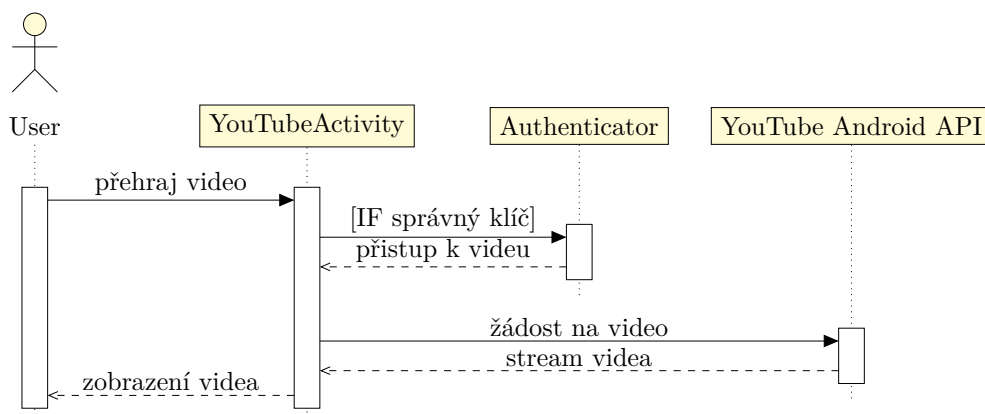 User
YouTubeActivity
Authenticator
YouTube Android API
přehraj video
[IF správný klíč]
přistup k videu
žádost na video
stream videa
zobrazení videa